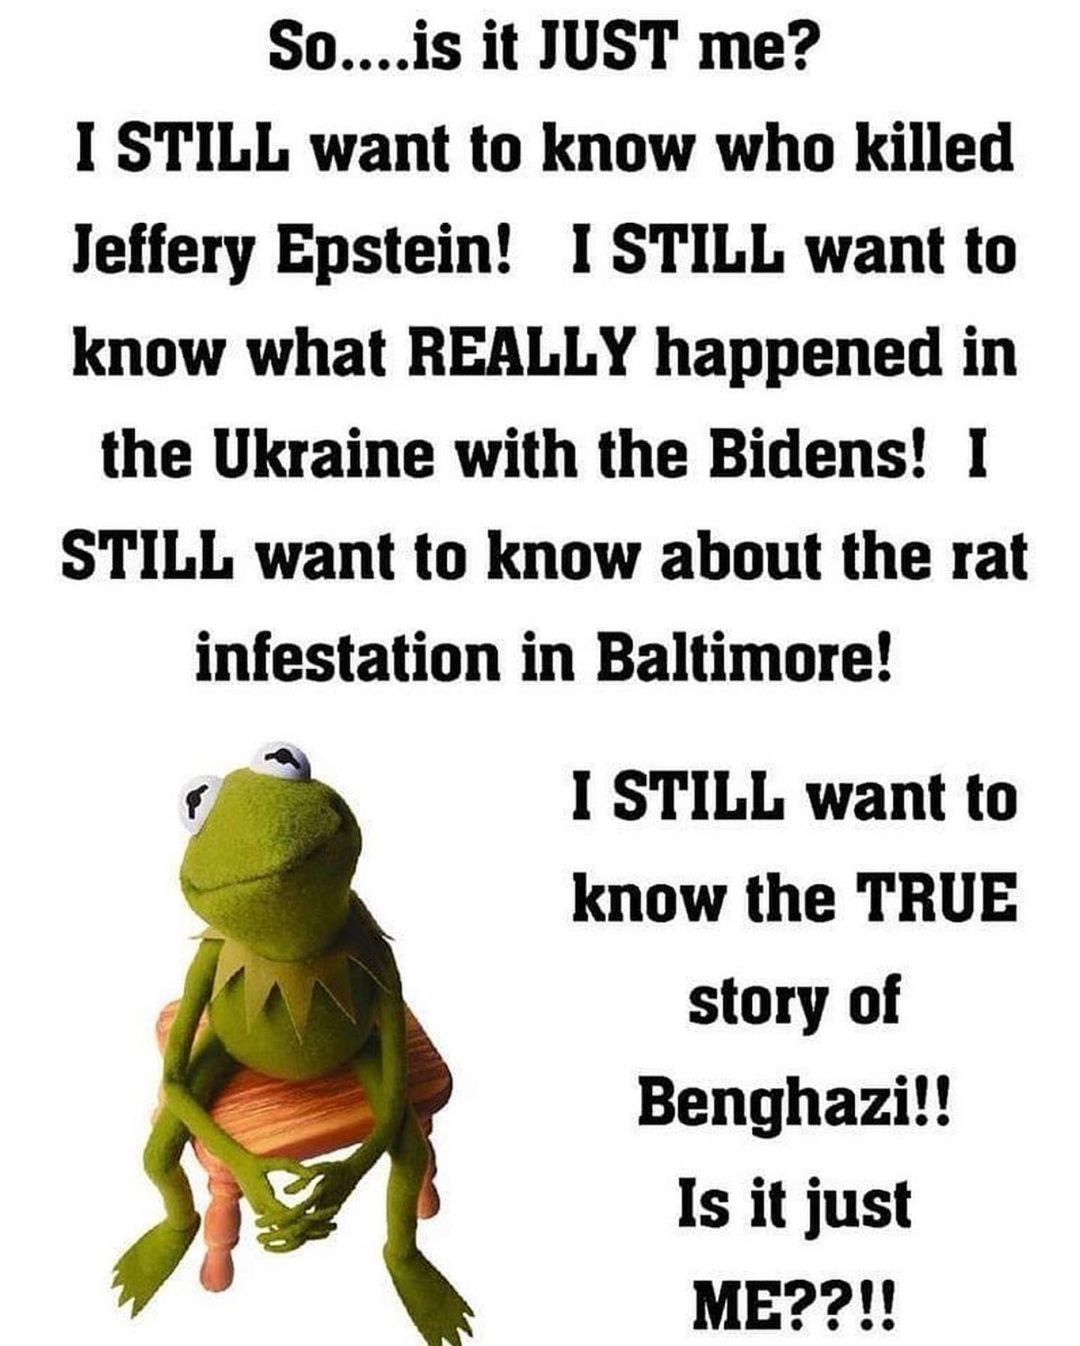 So....is it JUST me?
I STILL want to know who killed
Jeffery Epstein!   I STILL want to
know what REALLY happened in
the Ukraine with the Bidens!  I
STILL want to know about the rat
infestation in Baltimore!
I STILL want to
know the TRUE
story of
Benghazi!!
Is it just
ME??!!